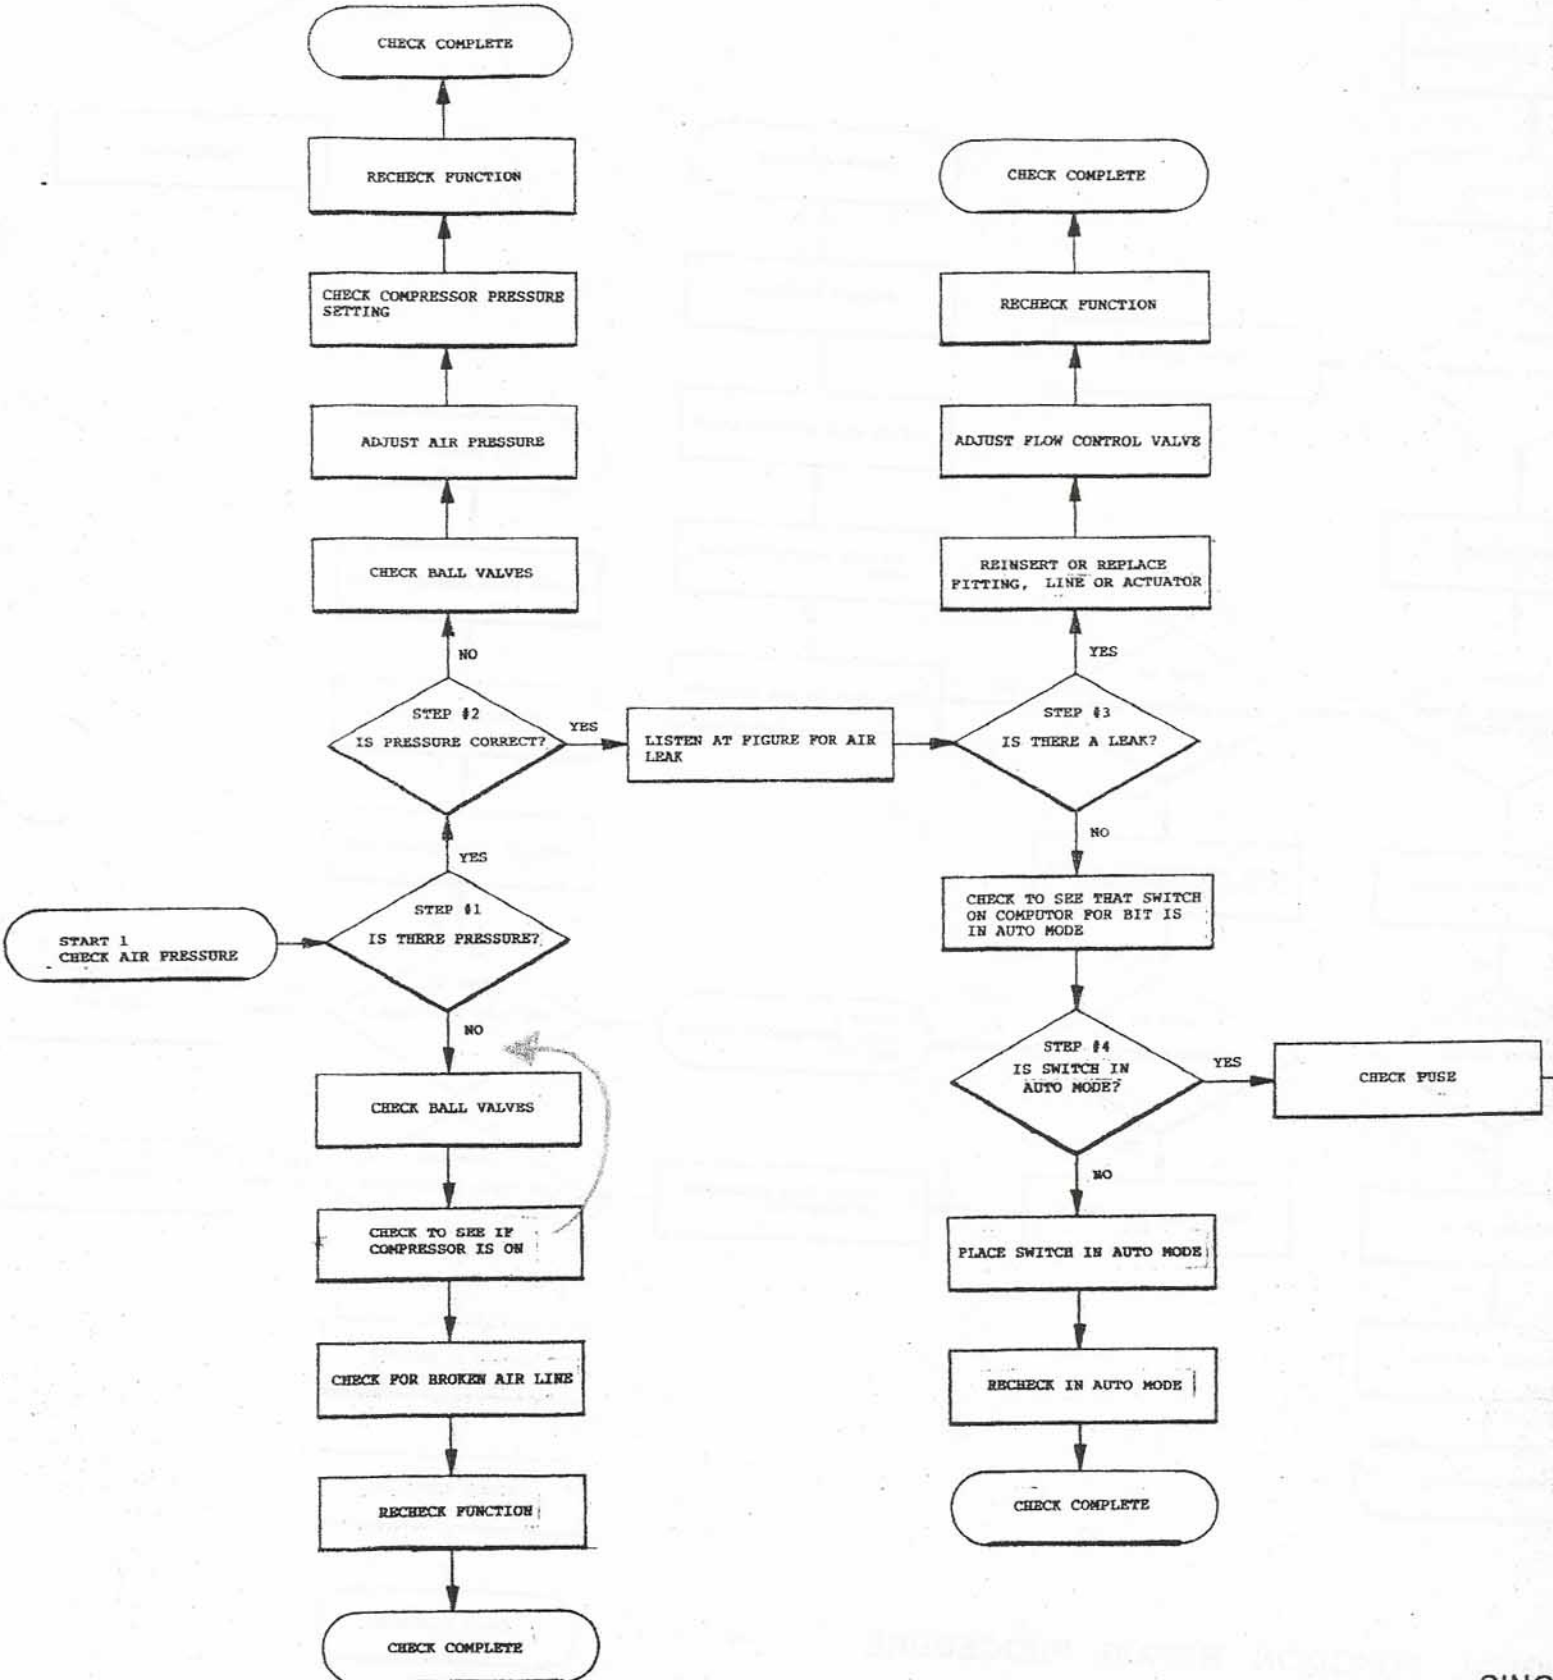 CHECK COMPLETE
RECHECK FUNCTION
CHECK COMPRESSOR PRESSURE
SETTING
ADJUST AIR PRESSURE
CHECK BALL VALVES
NO
STEP #2
IS PRESSURE CORRECT?
YES
LISTEN AT FIGURE FOR AIR
LEAK
YES
STEP #1
IS THERE PRESSURE?
START 1
CHECK AIR PRESSURE
NO
CHECK BALL VALVES
CHECK TO SEE IF
COMPRESSOR IS ON
CHECK FOR BROKEN AIR LINE
RECHECK FUNCTION
CHECK COMPLETE
CHECK COMPLETE
RECHECK FUNCTION
ADJUST FLOW CONTROL VALVE
REINSERT OR REPLACE
FITTING, LINE OR ACTUATOR
YES
STEP #3
IS THERE A LEAK?
NO
CHECK TO SEE THAT SWITCH
ON COMPUTOR FOR BIT IS
IN AUTO MODE
STEP #4
IS SWITCH IN
AUTO MODE?
YES
CHECK FUSE
NO
PLACE SWITCH IN AUTO MODE
RECHECK IN AUTO MODE
CHECK COMPLETE